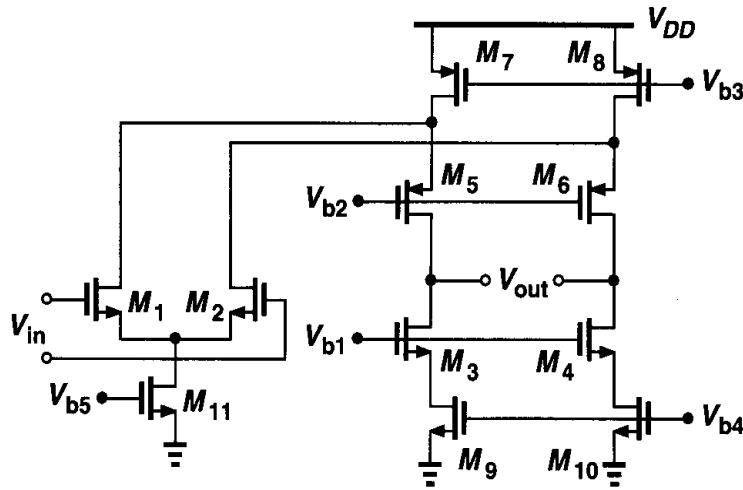 V_DD
M_7 M_8 V_b3
V_b2 M_5 M_6
V_in M_1 M_2 V_out
V_b1 M_3 M_4
V_b5 M_11 M_9 M_10 V_b4